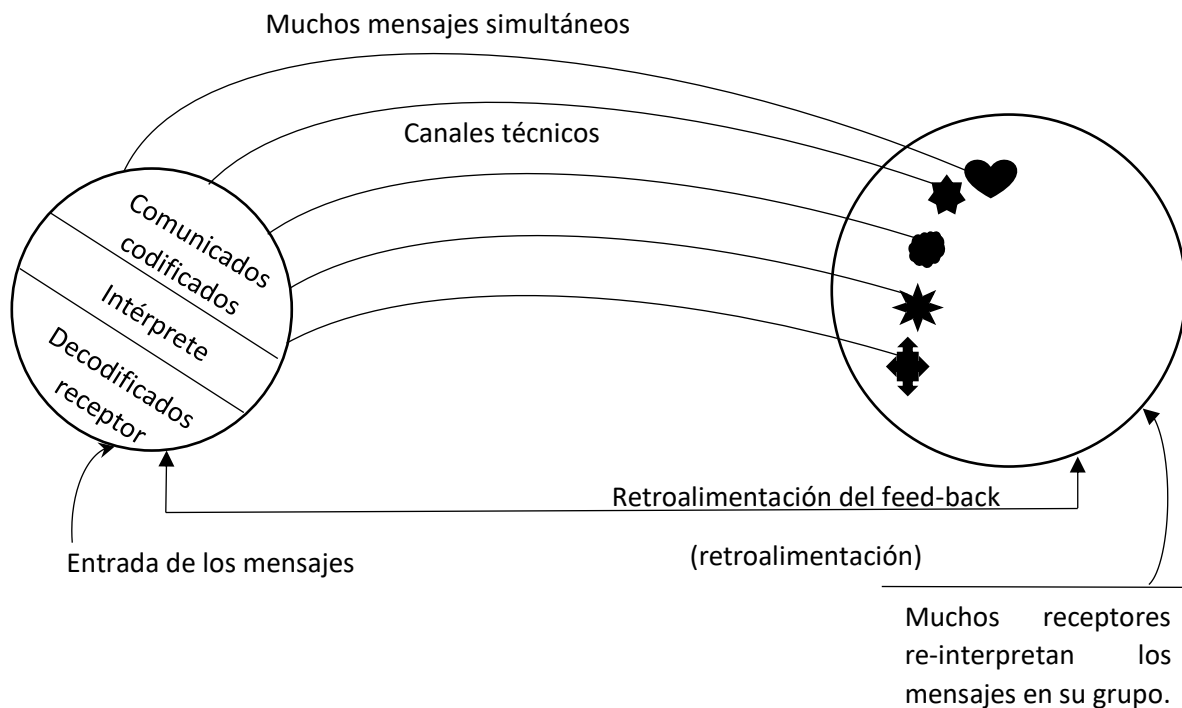 Muchos mensajes simultáneos
Canales técnicos
Comunicados
codificados
Intérprete
Decodificados
receptor
Retroalimentación del feed-back
(retroalimentación)
Entrada de los mensajes
Muchos receptores
re-interpretan los
mensajes en su grupo.